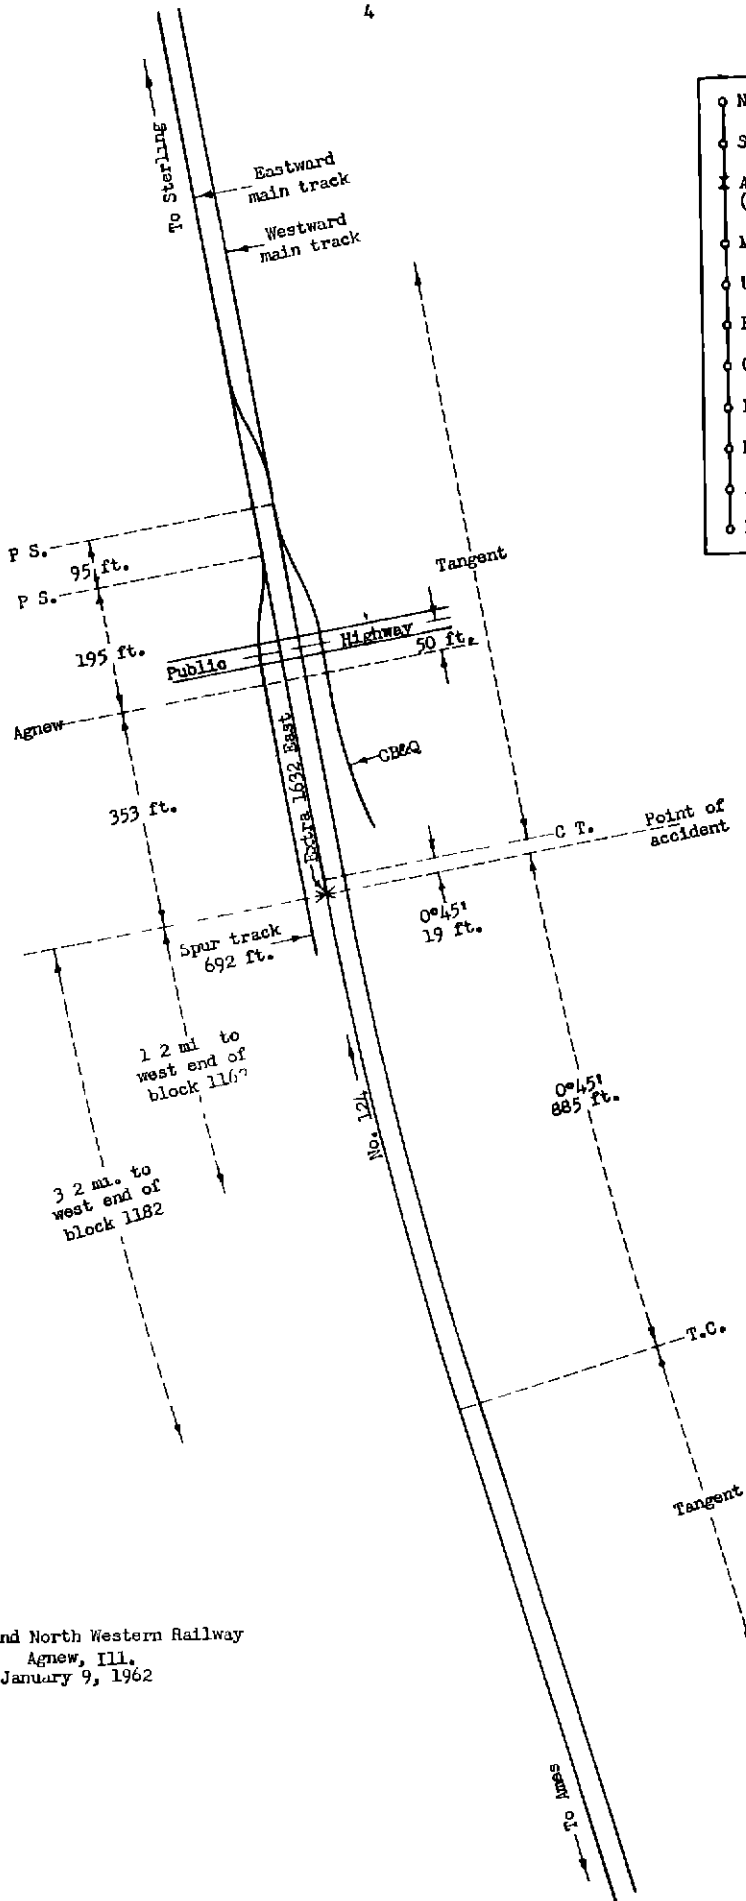 4
To Sterling
Eastward
main track
Westward
main track
N
S
A
(
M
U
P S.
95 ft.
P S.
195 ft.
Tangent
Public
Highway
50 ft.
Agnew
353 ft.
Extra 1632 East
CB&Q
C T.
Point of
accident
0°45'
19 ft.
Spur track
692 ft.
1 2 mi to
west end of
No. 124
0°45'
885 ft.
3 2 mi. to
west end of
block 1182
T.C.
Tangent
nd North Western Railway
Agnew, Ill.
January 9, 1962
To Ames